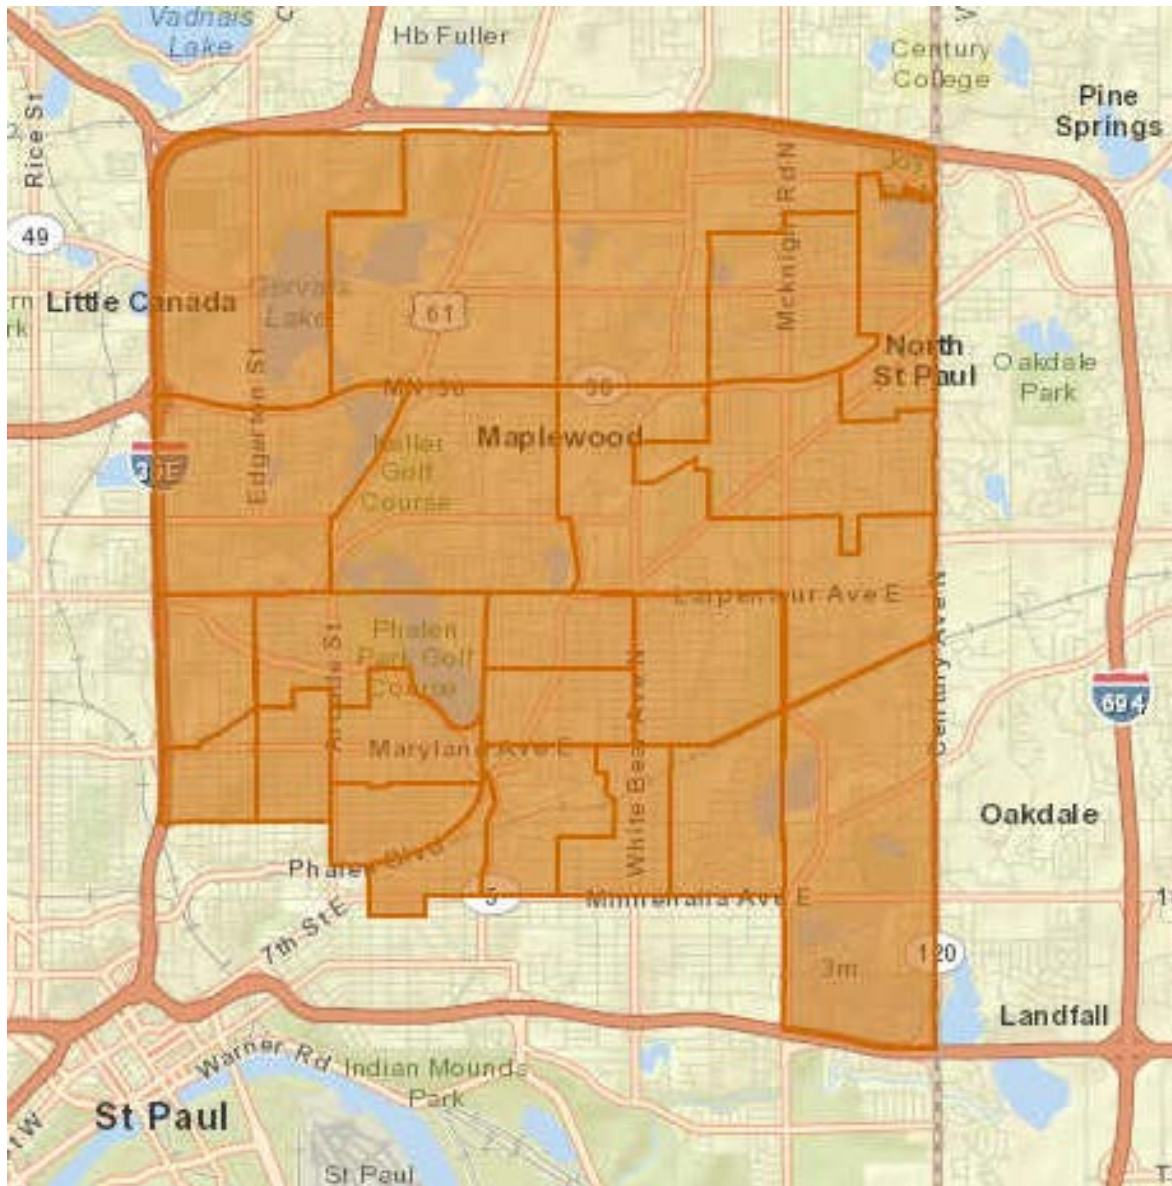 Vadnais
Lake
Hb Fuller
Century
College
Pine
Springs
Rice St
49
Joy
Mcknight Rd N
Little Canada
Gervais
Lake
61
North
St Paul
Oakdale
Park
Edgerton St
MN-36
36
Keller
Golf
Course
Maplewood
Larpenteur Ave E
Phalen
Park Golf
Course
Arcade St
Century Ave N
694
Maryland Ave E
White Bear Ave N
Oakdale
Phalen Blvd
5
Minnehaha Ave E
7th St E
3m
120
Landfall
Warner Rd
Indian Mounds
Park
St Paul
St Paul